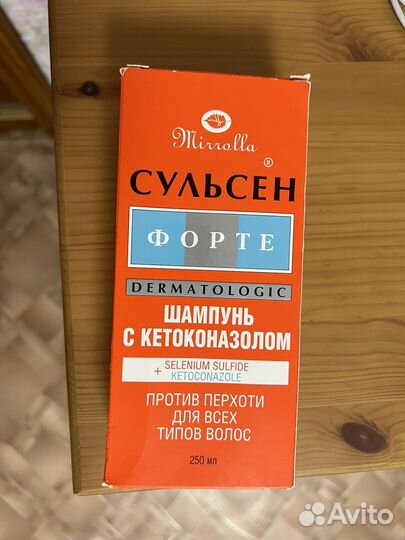 Mirrolla
СУЛЬСЕН®
ФОРТЕ
DERMATOLOGIC
ШАМПУНЬ
С КЕТОКОНАЗОЛОМ
+ SELENIUM SULFIDE
KETOCONAZOLE
ПРОТИВ ПЕРХОТИ
ДЛЯ ВСЕХ
ТИПОВ ВОЛОС
250 мл
Avito